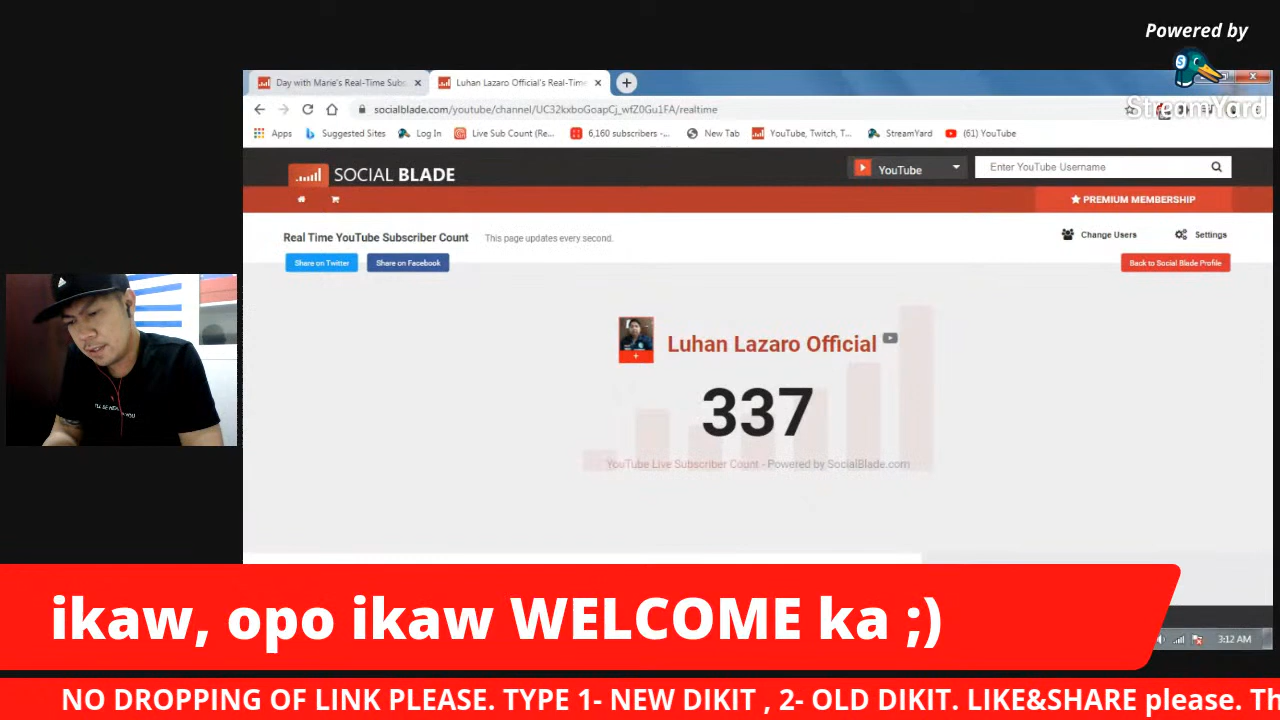 Powered by
StreamYard
Day with Marie's Real-Time Subs
Luhan Lazaro Official's Real-Time
socialblade.com/youtube/channel/UC32kxboGoapCj_wfZ0Gu1FA/realtime
Apps
Suggested Sites
Log In
Live Sub Count (Re...
6,160 subscribers -...
New Tab
YouTube, Twitch, T...
StreamYard
(61) YouTube
SOCIAL BLADE
YouTube
Enter YouTube Username
PREMIUM MEMBERSHIP
Real Time YouTube Subscriber Count
This page updates every second.
Change Users
Settings
Share on Twitter
Share on Facebook
Back to Social Blade Profile
Luhan Lazaro Official
337
YouTube Live Subscriber Count - Powered by SocialBlade.com
ikaw, opo ikaw WELCOME ka ;)
3:12 AM
NO DROPPING OF LINK PLEASE. TYPE 1- NEW DIKIT , 2- OLD DIKIT. LIKE&SHARE please. Th